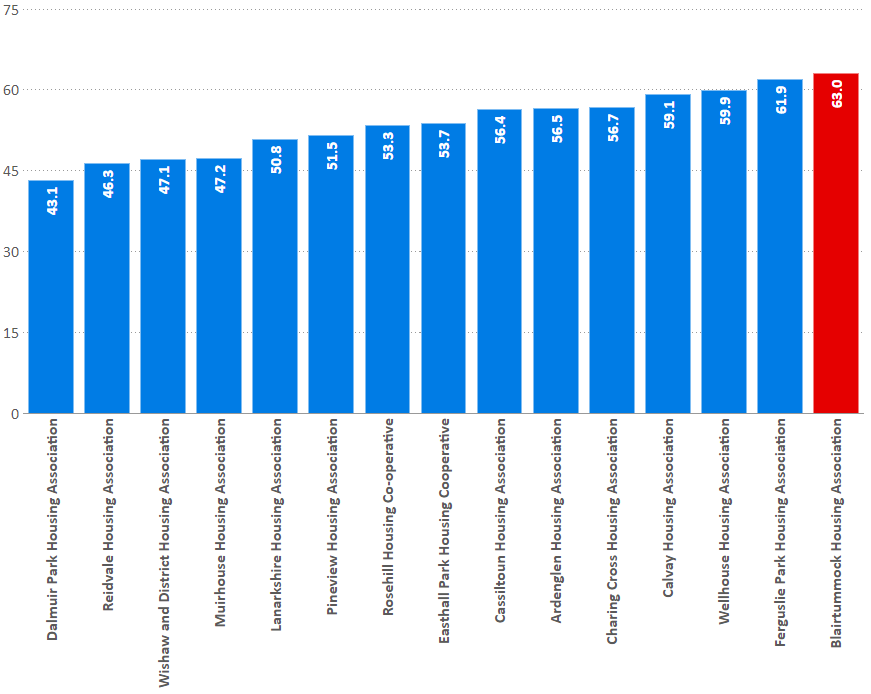 75
60
45
30
15
0
43.1
46.3
47.1
47.2
50.8
51.5
53.3
53.7
56.4
56.5
56.7
59.1
59.9
61.9
63.0
Dalmuir Park Housing Association
Reidvale Housing Association
Wishaw and District Housing Association
Muirhouse Housing Association
Lanarkshire Housing Association
Pineview Housing Association
Rosehill Housing Co-operative
Easthall Park Housing Cooperative
Cassiltoun Housing Association
Ardenglen Housing Association
Charing Cross Housing Association
Calvay Housing Association
Wellhouse Housing Association
Ferguslie Park Housing Association
Blairtummock Housing Association